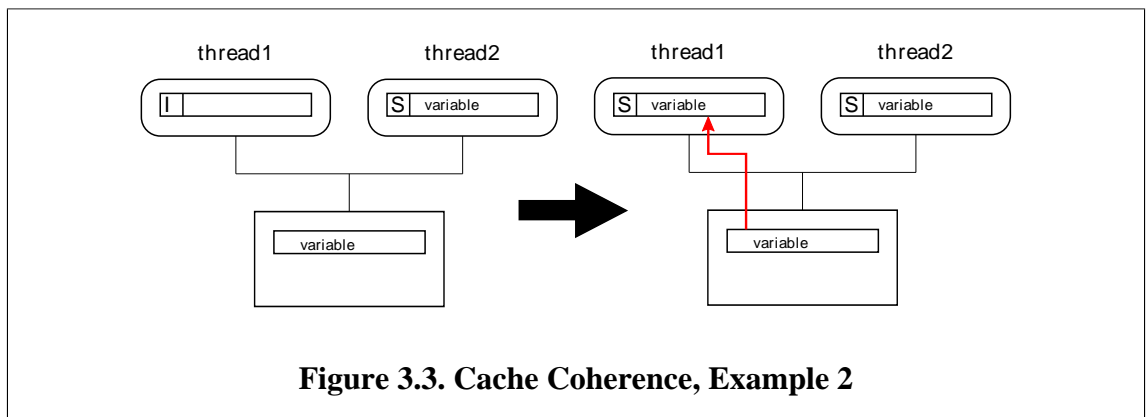 thread1 thread2 thread1 thread2
I S variable S variable S variable
variable variable
Figure 3.3. Cache Coherence, Example 2